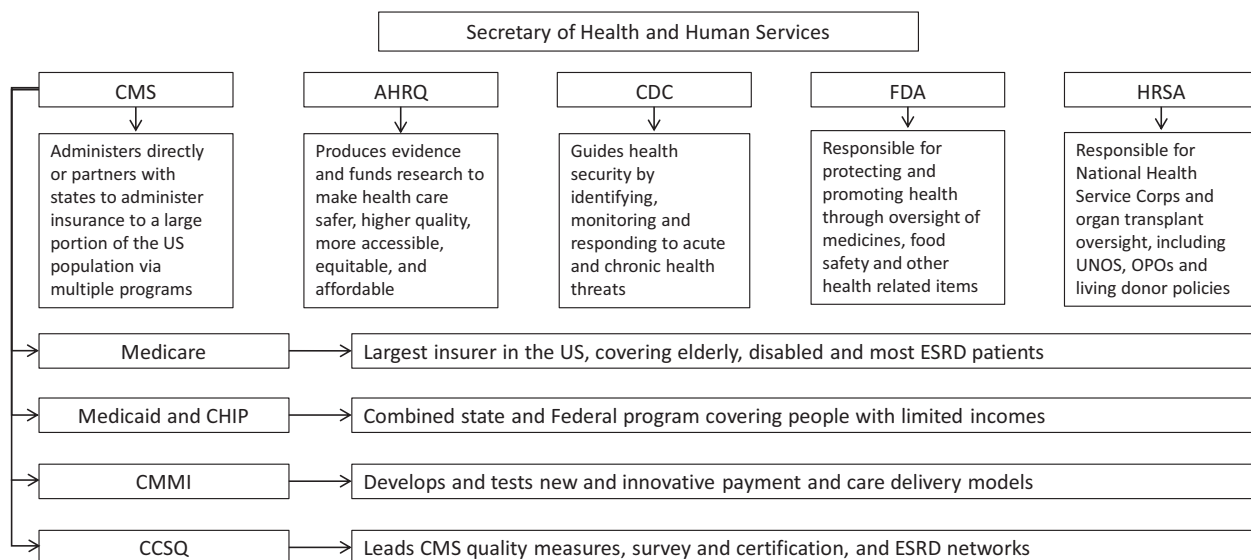 Secretary of Health and Human Services
CMS
AHRQ
CDC
FDA
HRSA
Administers directly
or partners with
states to administer
insurance to a large
portion of the US
population via
multiple programs
Produces evidence
and funds research to
make health care
safer, higher quality,
more accessible,
equitable, and
affordable
Guides health
security by
identifying,
monitoring and
responding to acute
and chronic health
threats
Responsible for
protecting and
promoting health
through oversight of
medicines, food
safety and other
health related items
Responsible for
National Health
Service Corps and
organ transplant
oversight, including
UNOS, OPOs and
living donor policies
Medicare
Largest insurer in the US, covering elderly, disabled and most ESRD patients
Medicaid and CHIP
Combined state and Federal program covering people with limited incomes
CMMI
Develops and tests new and innovative payment and care delivery models
CCSQ
Leads CMS quality measures, survey and certification, and ESRD networks